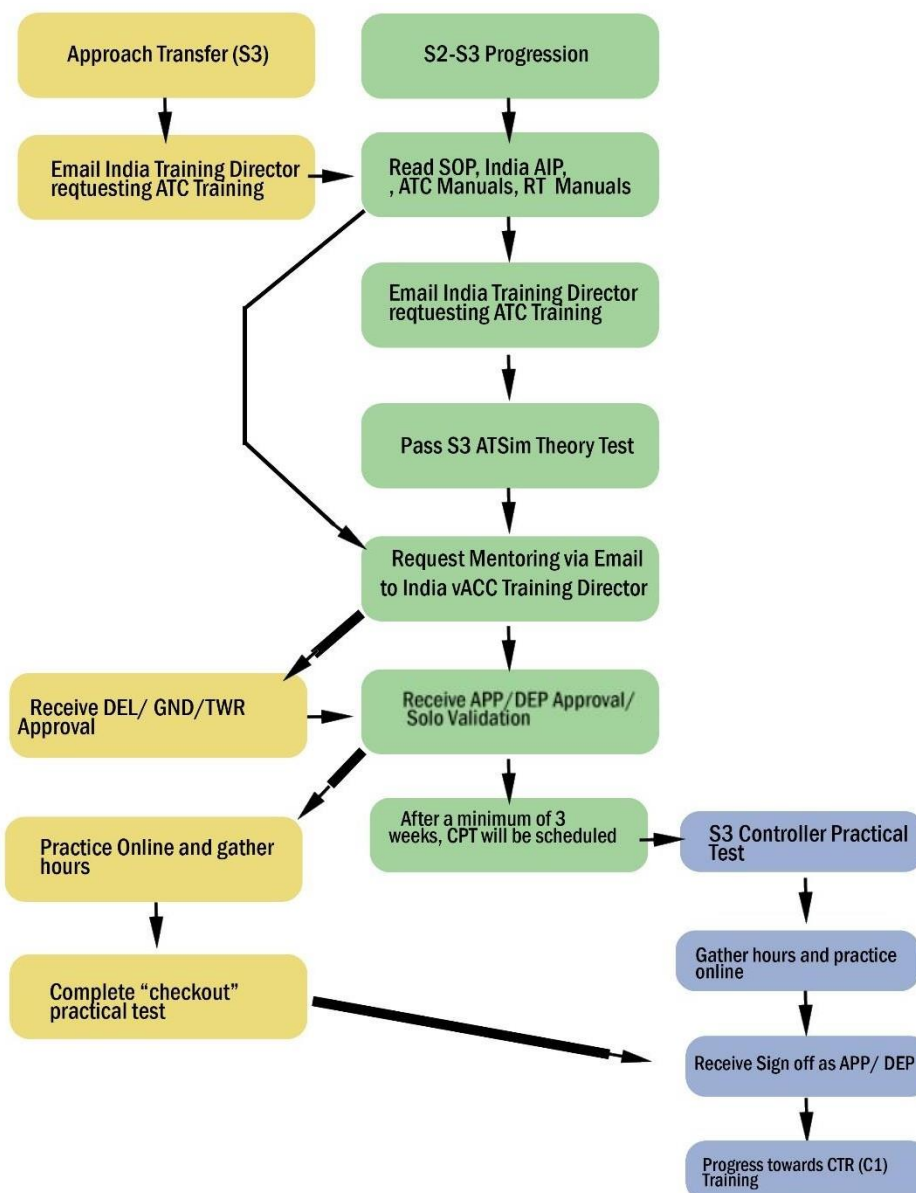 Approach Transfer (S3)
S2-S3 Progression
Email India Training Director
reqtuesting ATC Training
Read SOP, India AIP,
, ATC Manuals, RT Manuals
Email India Training Director
reqtuesting ATC Training
Pass S3 ATSim Theory Test
Request Mentoring via Email
to India vACC Training Director
Receive DEL/ GND/TWR
Approval
Receive APP/DEP Approval/
Solo Validation
After a minimum of 3
weeks, CPT will be scheduled
S3 Controller Practical
Test
Practice Online and gather
hours
Gather hours and practice
online
Complete “checkout”
practical test
Receive Sign off as APP/ DEP
Progress towards CTR (C1)
Training